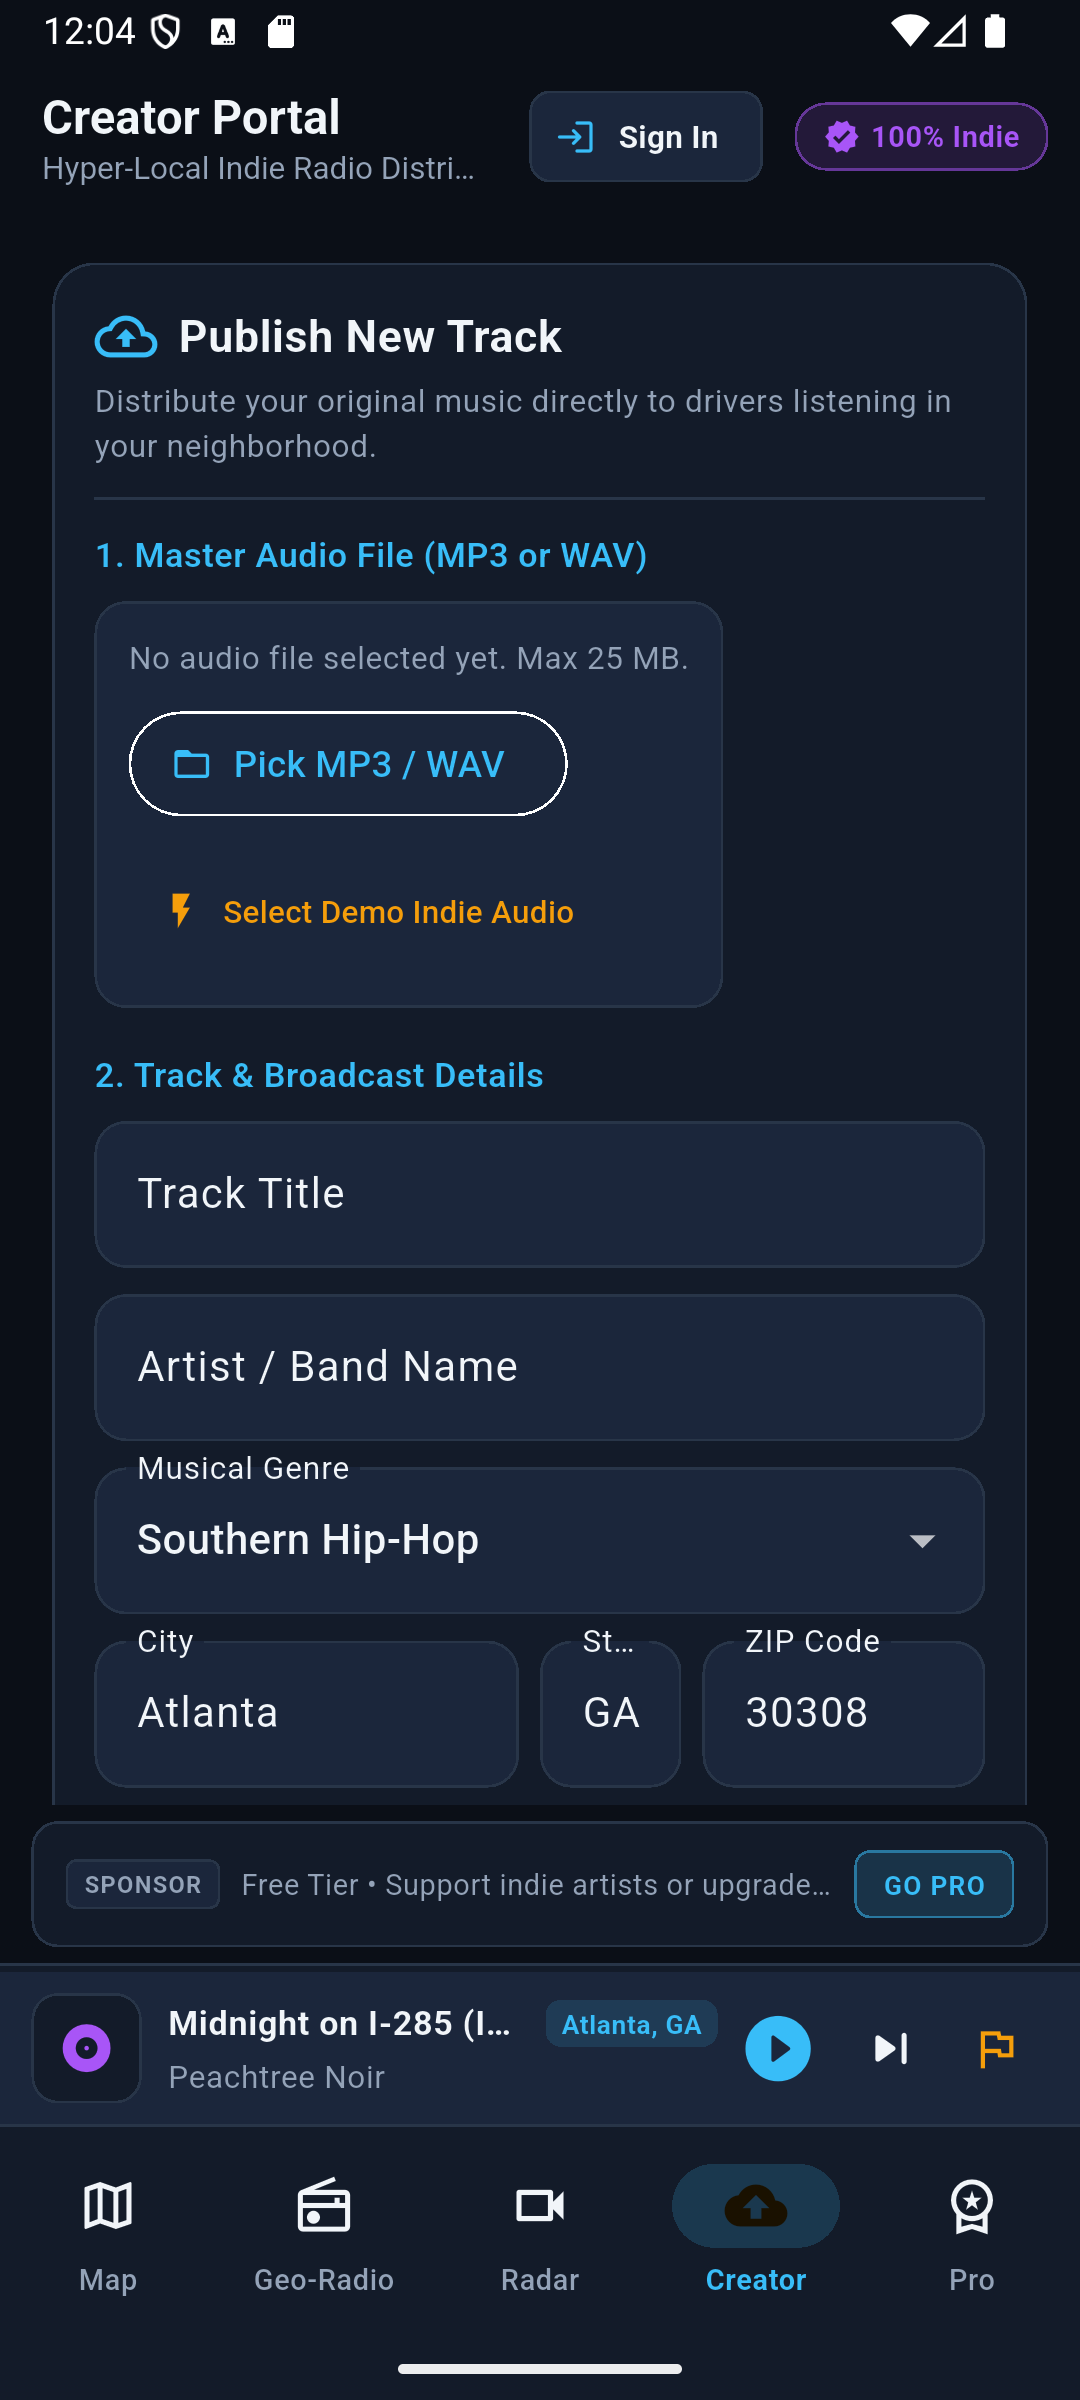 12:04
Creator Portal
Hyper-Local Indie Radio Distri...
Sign In
100% Indie
Publish New Track
Distribute your original music directly to drivers listening in
your neighborhood.
1. Master Audio File (MP3 or WAV)
No audio file selected yet. Max 25 MB.
Pick MP3 / WAV
Select Demo Indie Audio
2. Track & Broadcast Details
Track Title
Artist / Band Name
Musical Genre
Southern Hip-Hop
City
St...
ZIP Code
Atlanta
GA
30308
SPONSOR
Free Tier • Support indie artists or upgrade...
GO PRO
Midnight on I-285 (I...
Atlanta, GA
Peachtree Noir
Map
Geo-Radio
Radar
Creator
Pro